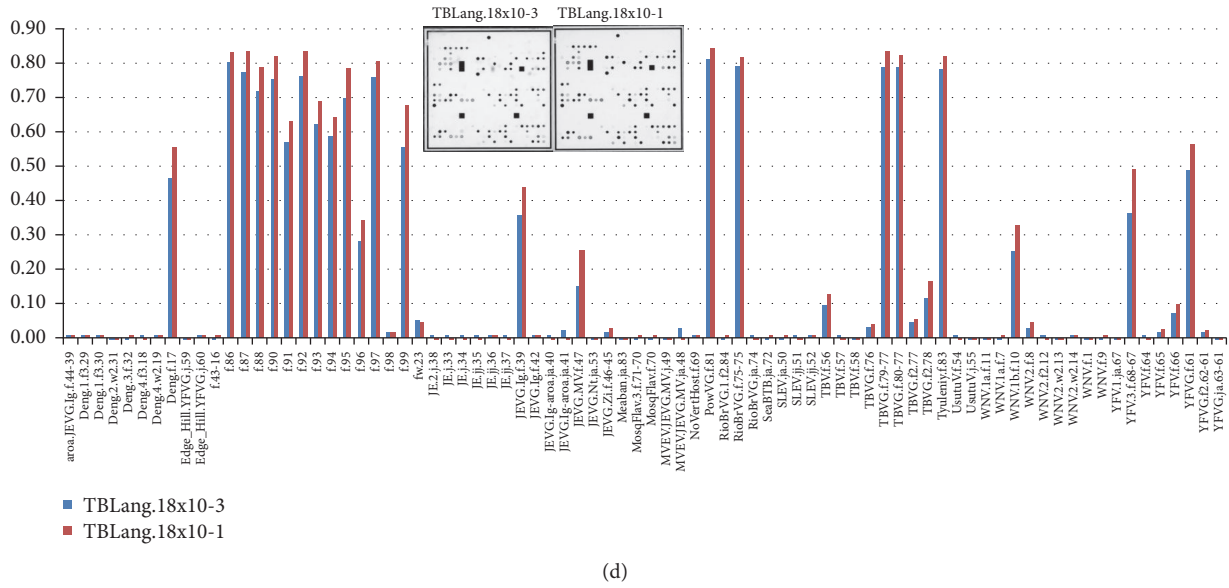 TBLang.18x10-3 TBLang.18x10-1
0.90
0.80
0.70
0.60
0.50
0.40
0.30
0.20
0.10
0.00
aroa.JEVG.Ig.f.44-39
Deng.1.f3.29
Deng.1.f3.30
Deng.2.w2.31
Deng.3.f.32
Deng.4.f3.18
Deng.4.w2.19
Deng.f.17
Edge_Hill.YFVG.j.59
Edge_Hill.YFVG.j.60
f.43-16
f.86
f.87
f.88
f.90
f.91
f.92
f.93
f.94
f.95
f.96
f.97
f.98
f.99
fw.23
JE.2.j.38
JE.j.33
JE.j.34
JE.jj.35
JE.jj.36
JE.jj.37
JEVG.Ig.f.39
JEVG.Ig.f.42
JEVG.Ig-aroa.ja.40
JEVG.Ig-aroa.ja.41
JEVG.MV.f.47
JEVG.Nt.ja.53
JEVG.Zi.f.46-45
Meaban.ja.83
MosqFlav.3.f.71-70
MosqFlav.f.70
MVEV.JEVG.MV.j.49
MVEV.JEVG.MV.ja.48
NoVertHost.f.69
PowVG.f.81
RioBrVG.1.f2.84
RioBrVG.f.75-75
RioBrVG.ja.74
SeaBTB.ja.72
SLEV.ja.50
SLEV.jj.51
SLEV.jj.52
TBV.f.56
TBV.f.57
TBV.f.58
TBVG.f.76
TBVG.f.79-77
TBVG.f.80-77
TBVG.f2.77
TBVG.f2.78
Tyuleniy.f.83
UsutuV.f.54
UsutuV.j.55
WNV.1a.f.11
WNV.1a.f.7
WNV.1b.f.10
WNV.2.f.8
WNV.2.f2.12
WNV.2.w2.13
WNV.2.w2.14
WNV.f.1
WNV.f.9
YFV.1.ja.67
YFV.3.f.68-67
YFV.f.64
YFV.f.65
YFV.f.66
YFVG.f.61
YFVG.f2.62-61
YFVG.ja.63-61
TBLang.18x10-3
TBLang.18x10-1
(d)